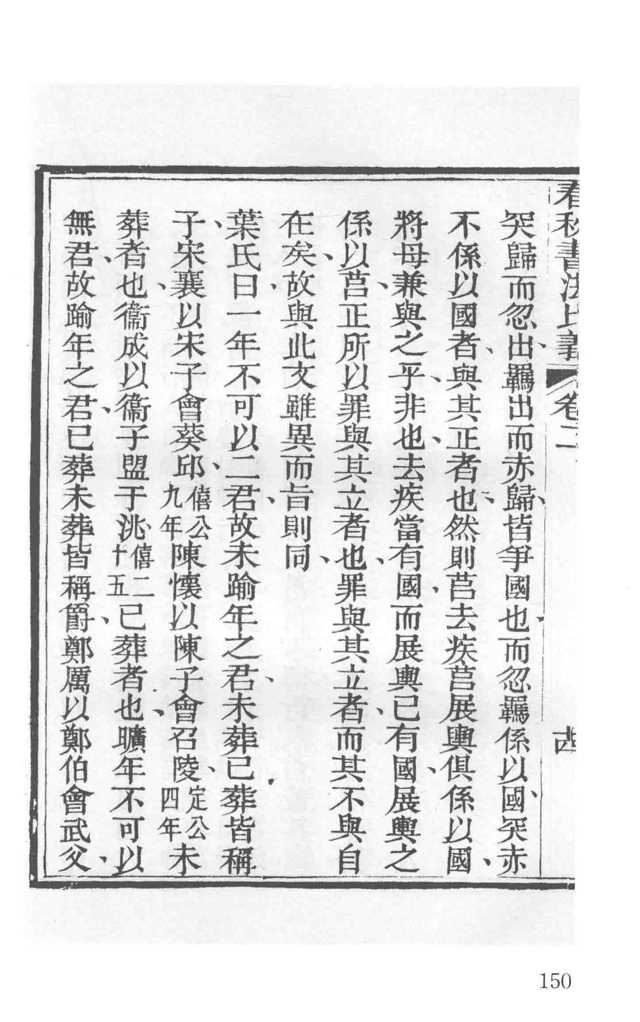 春秋書法比義 卷二 十四
突歸而忽出羈出而赤歸皆爭國也而忽羈係以國突赤
不係以國者與其正者也然則莒去疾莒展輿俱係以國
將毋兼與之乎非也去疾當有國而展輿已有國展輿之
係以莒正所以罪與其立者也罪與其立者而其不與自
在矣故與此文雖異而旨則同
葉氏曰一年不可以二君故未踰年之君未葬已葬皆稱
子宋襄以宋子會葵邱僖公九年陳懷以陳子會召陵定公四年未
葬者也衞成以衞子盟于洮僖二十五已葬者也曠年不可以
無君故踰年之君已葬未葬皆稱爵鄭厲以鄭伯會武父
150